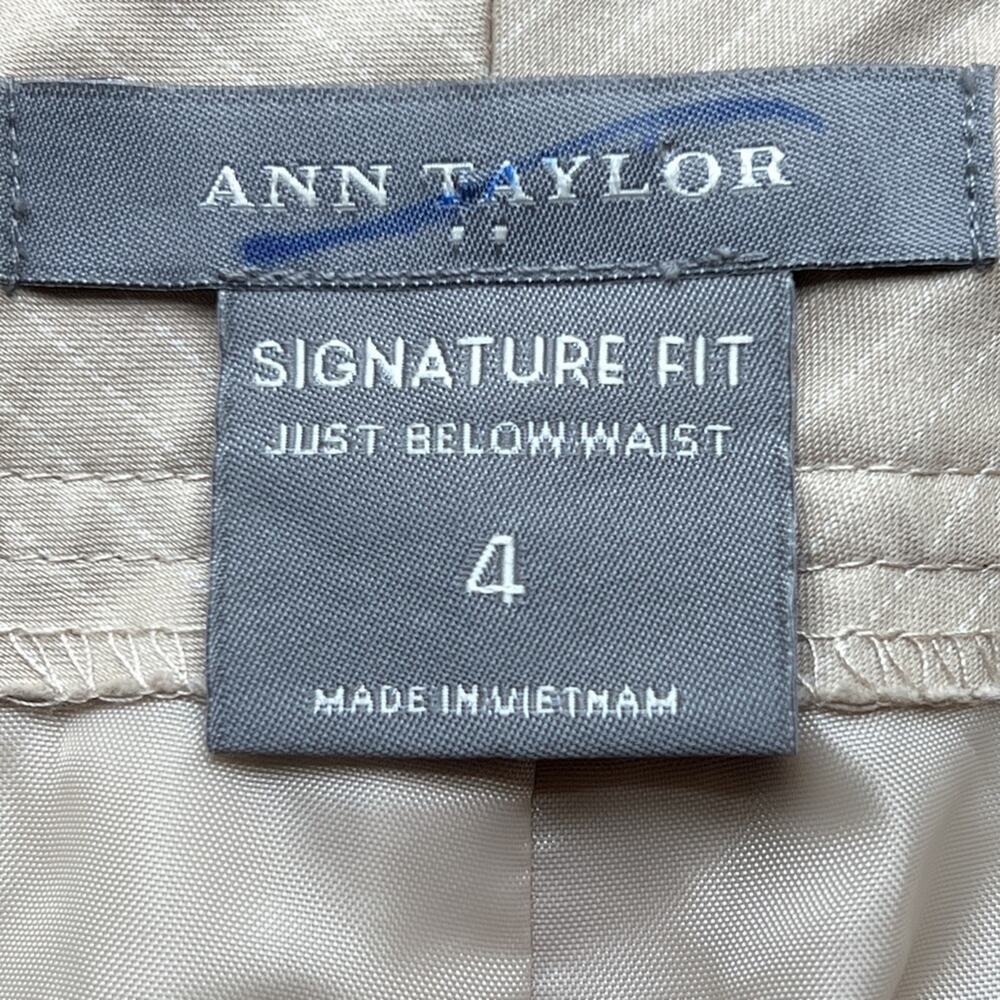 ANN TAYLOR
SIGNATURE FIT
JUST BELOW WAIST
4
MADE IN VIETNAM